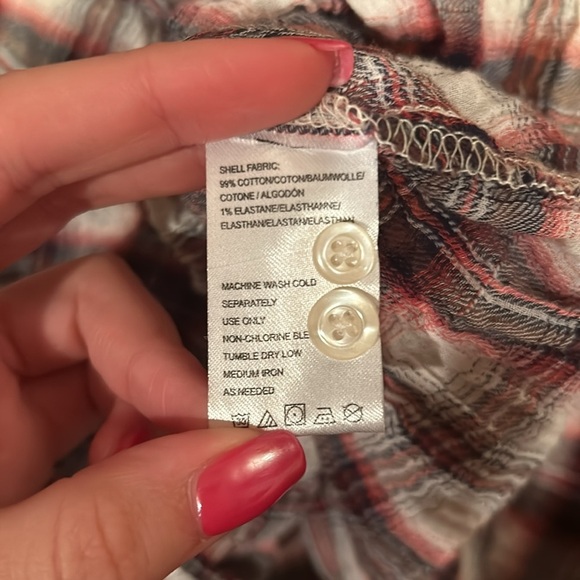 SHELL FABRIC:
99% COTTON/COTON/BAUMWOLLE/
COTONE / ALGODÓN
1% ELASTANE/ELASTHANNE/
ELASTHAN/ELASTAN/ELASTHAN
MACHINE WASH COLD
SEPARATELY
USE ONLY
NON-CHLORINE BLE
TUMBLE DRY LOW
MEDIUM IRON
AS NEEDED